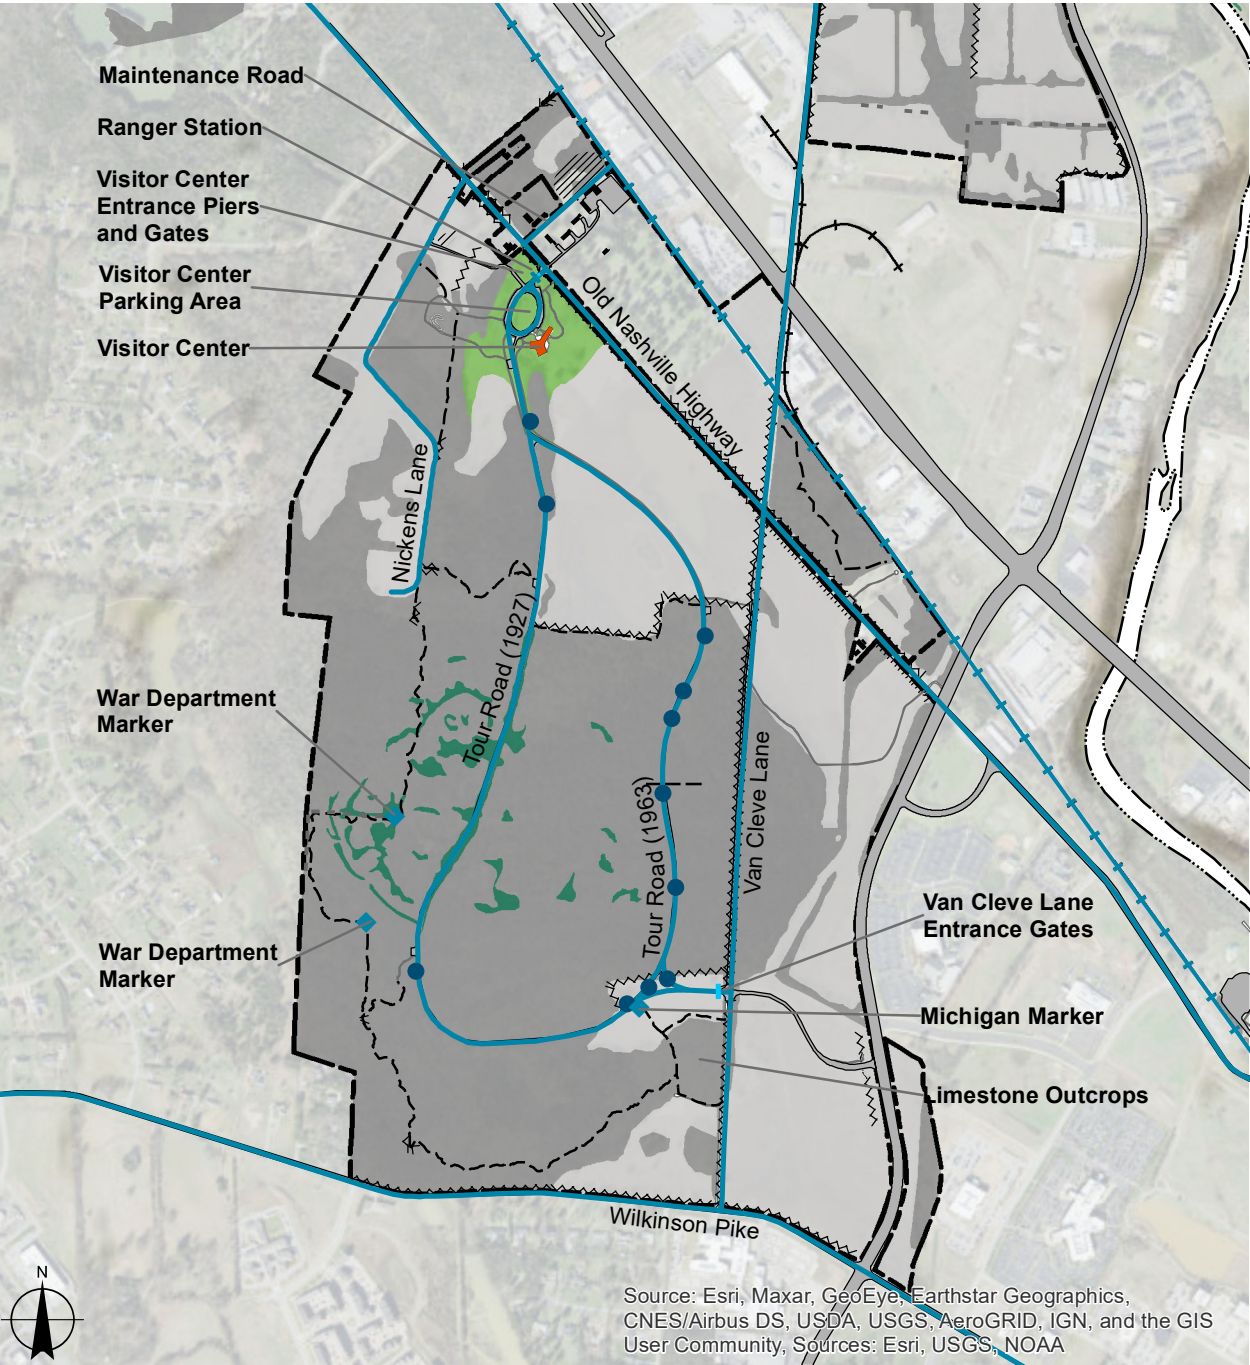 Maintenance Road
Ranger Station
Visitor Center
Entrance Piers
and Gates
Visitor Center
Parking Area
Visitor Center
Old Nashville Highway
Nickens Lane
Tour Road (1927)
War Department
Marker
Tour Road (1963)
Van Cleve Lane
Van Cleve Lane
Entrance Gates
War Department
Marker
Michigan Marker
Limestone Outcrops
Wilkinson Pike
N
Source: Esri, Maxar, GeoEye, Earthstar Geographics,
CNES/Airbus DS, USDA, USGS, AeroGRID, IGN, and the GIS
User Community, Sources: Esri, USGS, NOAA